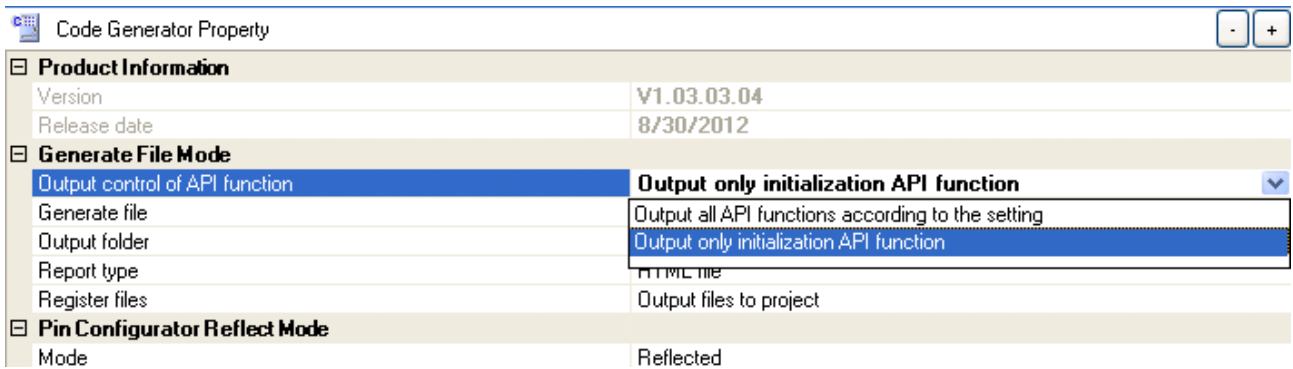 Code Generator Property - +
Product Information
Version V1.03.03.04
Release date 8/30/2012
Generate File Mode
Output control of API function Output only initialization API function
Generate file Output all API functions according to the setting
Output folder Output only initialization API function
Report type HTML file
Register files Output files to project
Pin Configurator Reflect Mode
Mode Reflected